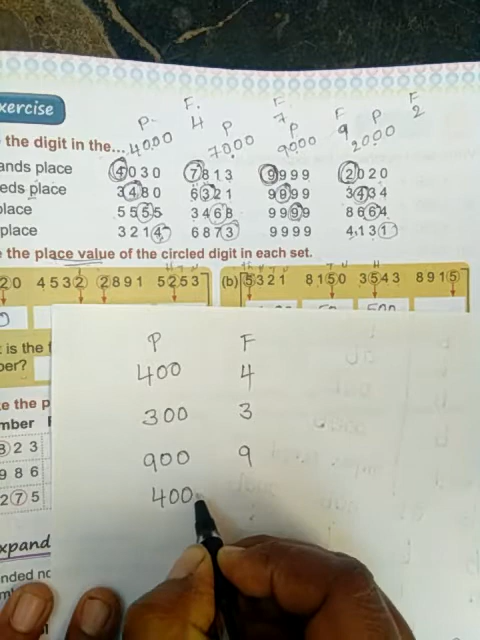 F. F F
P 4 P 7 P 9 P 2
4000 7000 9000 2000
xercise
the digit in the...
ands place 4030 7813 9999 2020
eds place 3480 6321 9899 3434
place 5555 3468 9999 8664
place 3214 6873 9999 4131
e the place value of the circled digit in each set.
20 4532 2891 5253 (b) 5321 8150 3543 8915
is the f
ber?
P F
400 4
300 3
900 9
400
e the p
mber
823
986
275
xpand
nded no